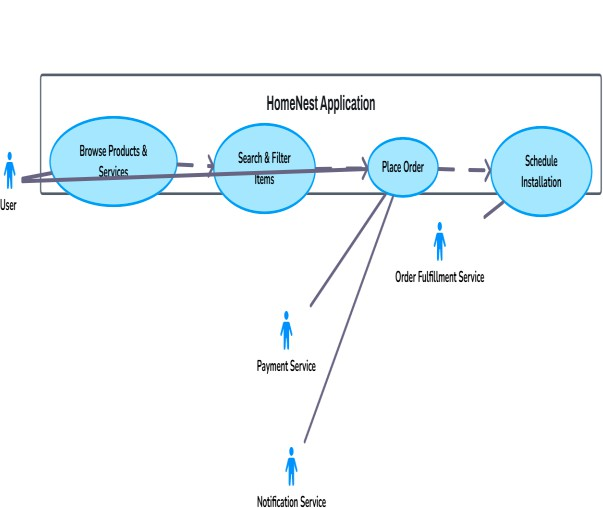 HomeNest Application
Browse Products &
Services
Search & Filter
Items
Place Order
Schedule
Installation
User
Order Fulfillment Service
Payment Service
Notification Service